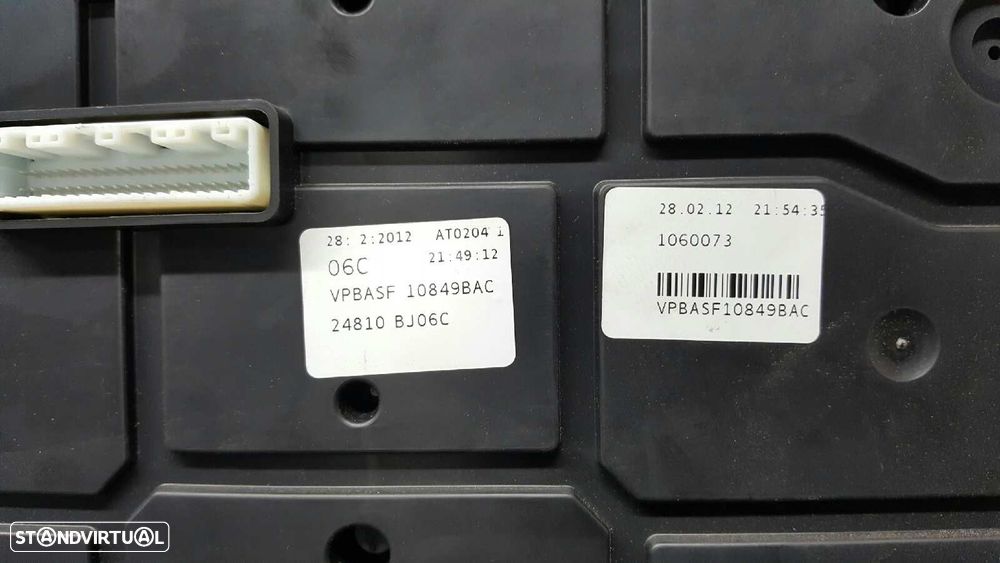 28: 2:2012 AT0204 1
06C 21:49:12
VPBASF 10849BAC
24810 BJ06C
28.02.12 21:54:35
1060073
VPBASF10849BAC
STANDVIRTUAL